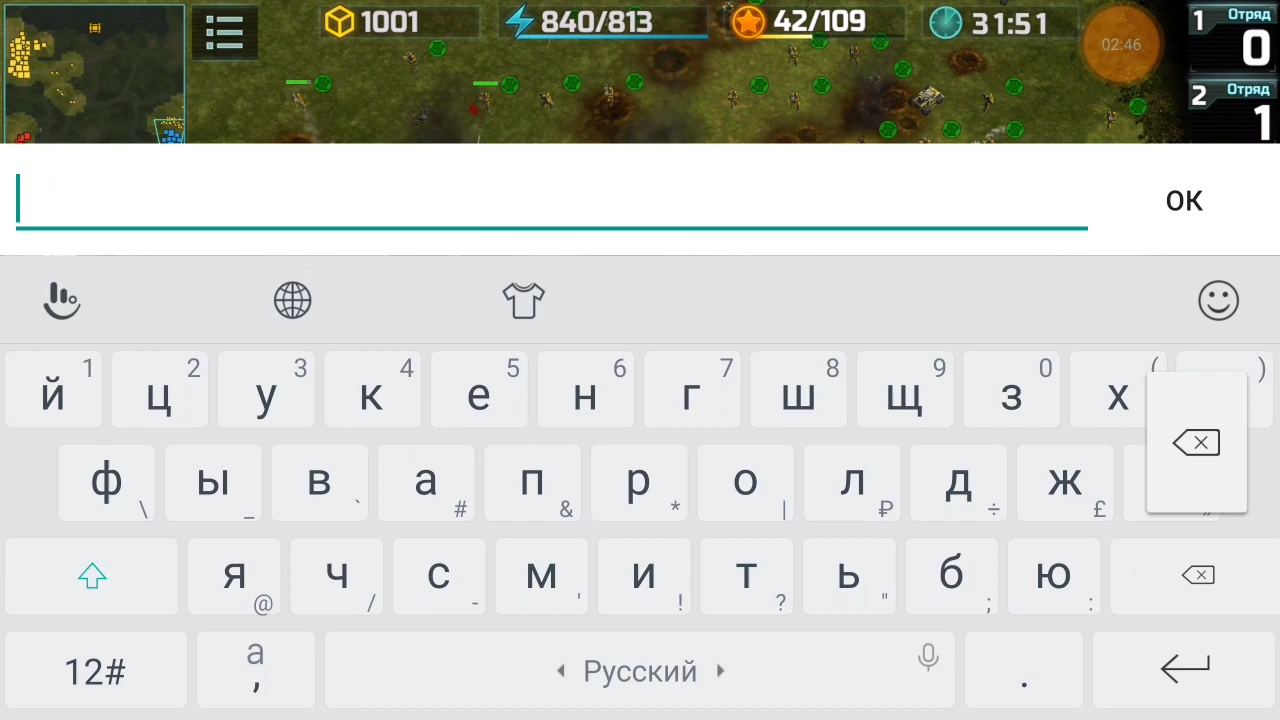 1001 840/813 42/109 31:51 02:46 1 Отряд 0
2 Отряд 1
ОК
й 1 ц 2 у 3 к 4 е 5 н 6 г 7 ш 8 щ 9 з 0 х ( )
ф \ ы _ в ` а # п & р * о | л ₽ д ÷ ж £
я @ ч / с - м ' и ! т ? ь " б ; ю :
12# а , Русский .